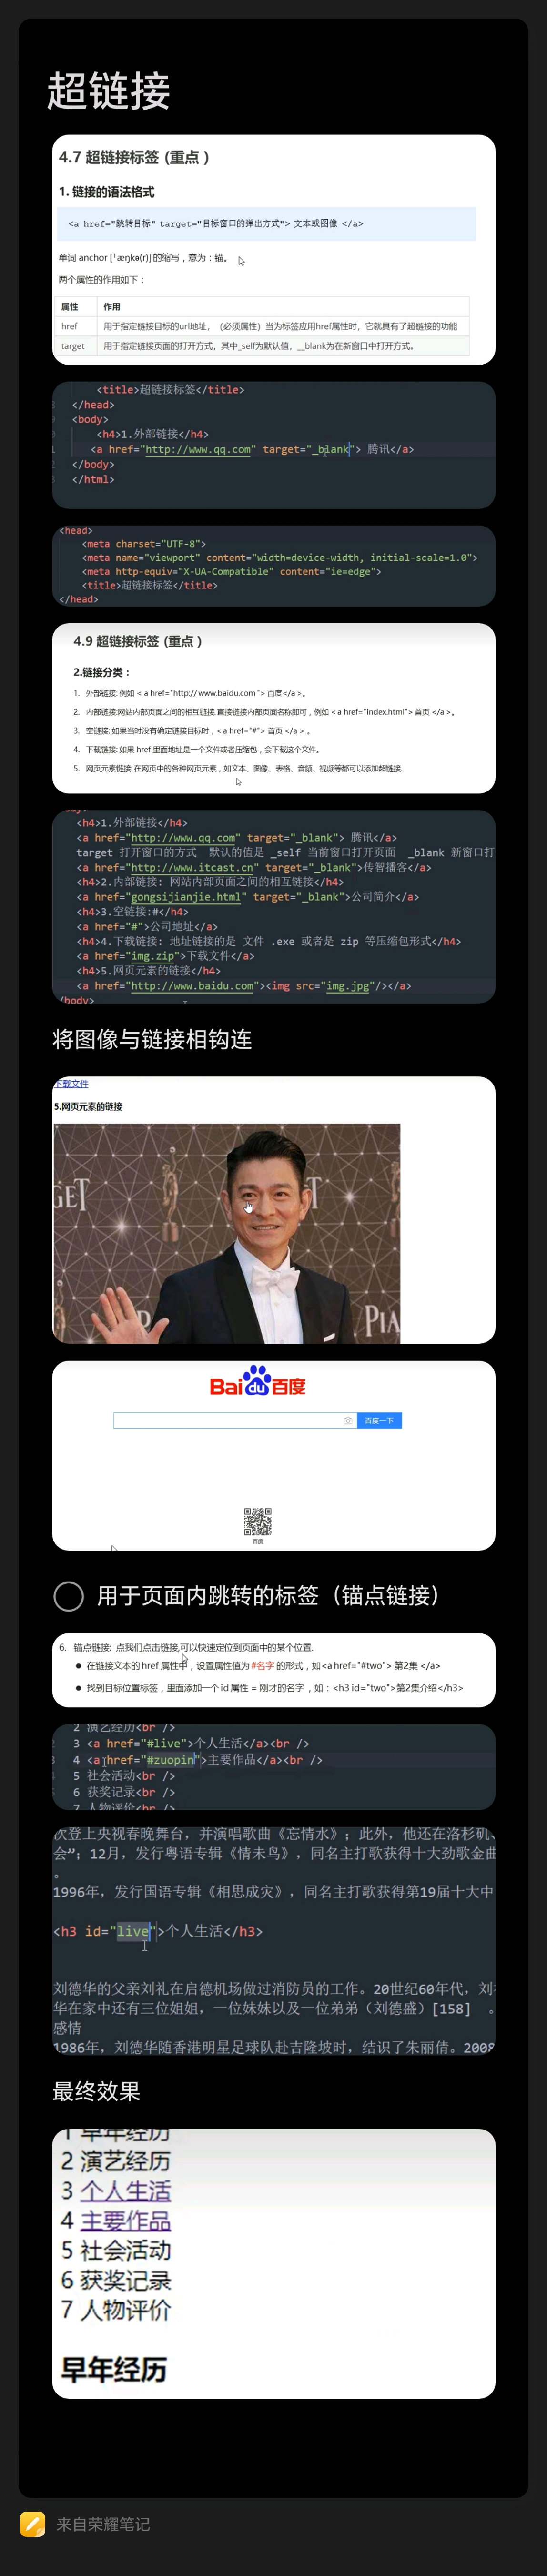 超链接
4.7 超链接标签 (重点 )
1. 链接的语法格式
<a href="跳转目标" target="目标窗口的弹出方式"> 文本或图像 </a>
单词 anchor [ˈæŋkə(r)] 的缩写，意为：锚。
两个属性的作用如下：
属性 作用
href 用于指定链接目标的url地址，（必须属性）当为标签应用href属性时，它就具有了超链接的功能
target 用于指定链接页面的打开方式，其中_self为默认值，__blank为在新窗口中打开方式。
<title>超链接标签</title>
</head>
<body>
<h4>1.外部链接</h4>
<a href="http://www.qq.com" target="_blank"> 腾讯</a>
</body>
</html>
<head>
<meta charset="UTF-8">
<meta name="viewport" content="width=device-width, initial-scale=1.0">
<meta http-equiv="X-UA-Compatible" content="ie=edge">
<title>超链接标签</title>
</head>
4.9 超链接标签 (重点 )
2.链接分类：
1. 外部链接: 例如 < a href="http:// www.baidu.com "> 百度</a >。
2. 内部链接:网站内部页面之间的相互链接. 直接链接内部页面名称即可，例如 < a href="index.html"> 首页 </a >。
3. 空链接: 如果当时没有确定链接目标时，< a href="#"> 首页 </a > 。
4. 下载链接: 如果 href 里面地址是一个文件或者压缩包，会下载这个文件。
5. 网页元素链接: 在网页中的各种网页元素，如文本、图像、表格、音频、视频等都可以添加超链接.
<h4>1.外部链接</h4>
<a href="http://www.qq.com" target="_blank"> 腾讯</a>
target 打开窗口的方式 默认的值是 _self 当前窗口打开页面 _blank 新窗口打
<a href="http://www.itcast.cn" target="_blank">传智播客</a>
<h4>2.内部链接: 网站内部页面之间的相互链接</h4>
<a href="gongsijianjie.html" target="_blank">公司简介</a>
<h4>3.空链接:#</h4>
<a href="#">公司地址</a>
<h4>4.下载链接: 地址链接的是 文件 .exe 或者是 zip 等压缩包形式</h4>
<a href="img.zip">下载文件</a>
<h4>5.网页元素的链接</h4>
<a href="http://www.baidu.com"><img src="img.jpg"/></a>
/body>
将图像与链接相钩连
下载文件
5.网页元素的链接
GET
T
PIA
Bai du 百度
百度一下
百度
用于页面内跳转的标签（锚点链接）
6. 锚点链接: 点我们点击链接,可以快速定位到页面中的某个位置.
● 在链接文本的 href 属性中，设置属性值为 #名字 的形式，如<a href="#two"> 第2集 </a>
● 找到目标位置标签，里面添加一个 id 属性 = 刚才的名字 ，如：<h3 id="two">第2集介绍</h3>
2 演艺经历<br />
3 <a href="#live">个人生活</a><br />
4 <a href="#zuopin">主要作品</a><br />
5 社会活动<br />
6 获奖记录<br />
7 人物评价<br />
次登上央视春晚舞台，并演唱歌曲《忘情水》；此外，他还在洛杉矶
会”；12月，发行粤语专辑《情未鸟》，同名主打歌获得十大劲歌金曲
。
1996年，发行国语专辑《相思成灾》，同名主打歌获得第19届十大中
<h3 id="live">个人生活</h3>
刘德华的父亲刘礼在启德机场做过消防员的工作。20世纪60年代，刘
华在家中还有三位姐姐，一位妹妹以及一位弟弟（刘德盛）[158] 。
感情
1986年，刘德华随香港明星足球队赴吉隆坡时，结识了朱丽倩。2008
最终效果
1 早年经历
2 演艺经历
3 个人生活
4 主要作品
5 社会活动
6 获奖记录
7 人物评价
早年经历
来自荣耀笔记